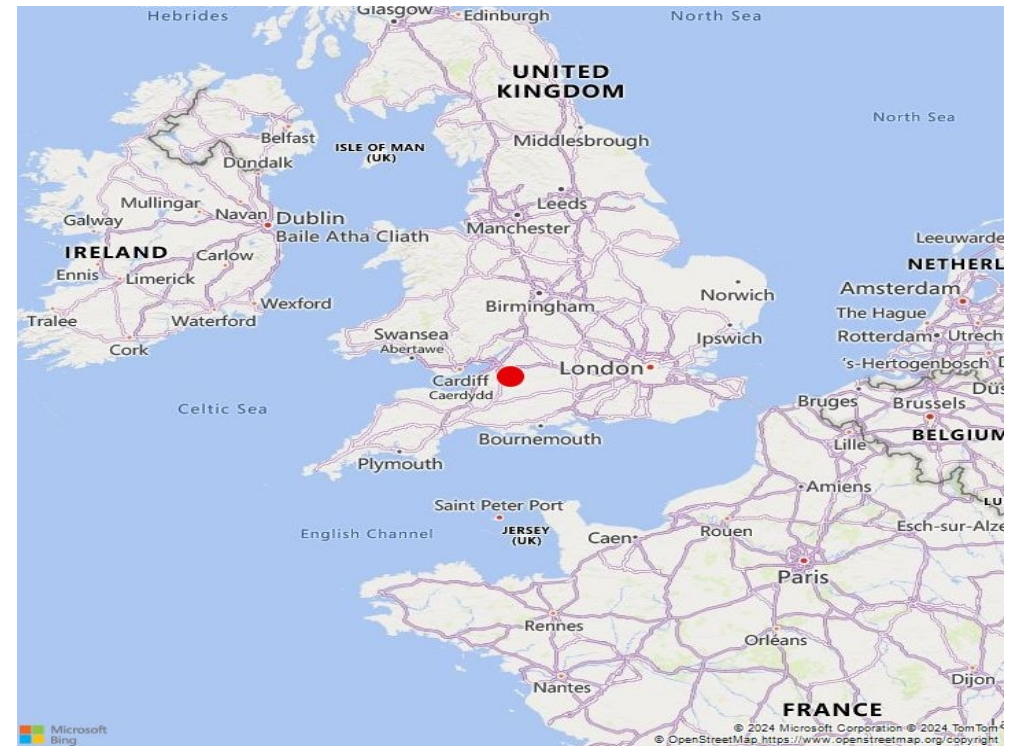 Glasgow
Edinburgh
Hebrides
North Sea
UNITED
KINGDOM
North Sea
Belfast
ISLE OF MAN
(UK)
Middlesbrough
Dundalk
Leeds
Mullingar
Navan
Galway
Dublin
Baile Atha Cliath
Manchester
IRELAND
Carlow
Leeuwarde
NETHERL
Ennis
Limerick
Wexford
Birmingham
Norwich
Amsterdam
The Hague
Tralee
Waterford
Cork
Swansea
Abertawe
Ipswich
Rotterdam
Utrech
London
's-Hertogenbosch
D
Cardiff
Caerdydd
Düs
Celtic Sea
Bruges
Brussels
Bournemouth
Lille
BELGIUM
Plymouth
Amiens
LU
Saint Peter Port
JERSEY
(UK)
English Channel
Caen
Rouen
Esch-sur-Alze
Paris
Rennes
Orléans
Nantes
Dijon
FRANCE
Microsoft
Bing
© 2024 Microsoft Corporation © 2024 TomTom
© OpenStreetMap https://www.openstreetmap.org/copyright